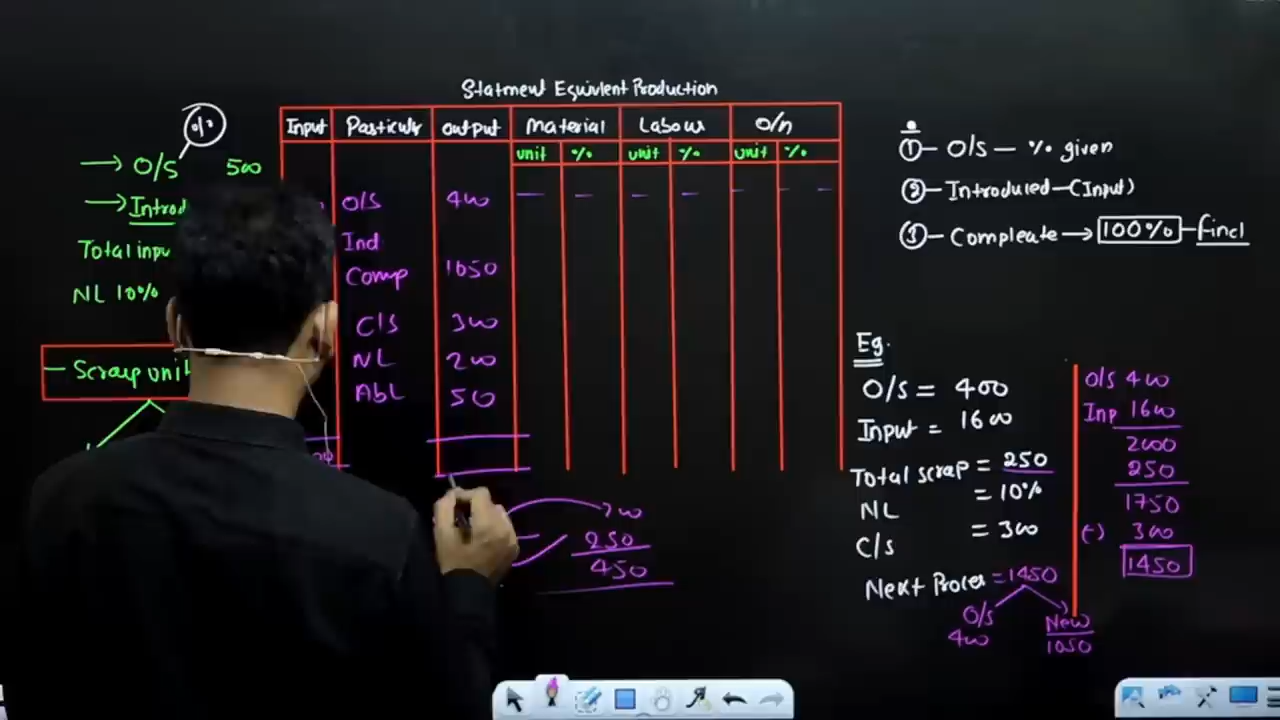 Statment Equivlent Production
O/S 500
Introd
Total inpu
NL 10%
Scrap unit
Input Particulr output Material Labour O/H
unit % unit % unit %
O/S 400 — — — — — —
Ind
Comp 1050
C/S 300
NL 200
AbL 50
250
450
① - O/S — % given
② - Introduced - (Input)
③ - Compleate → 100% - finel
Eg.
O/S = 400
Input = 1600
Total scrap = 250
NL = 10%
C/S = 300
Next Proces = 1450
O/S New
400 1050
O/S 400
Inp 1600
2000
250
1750
(-) 300
1450